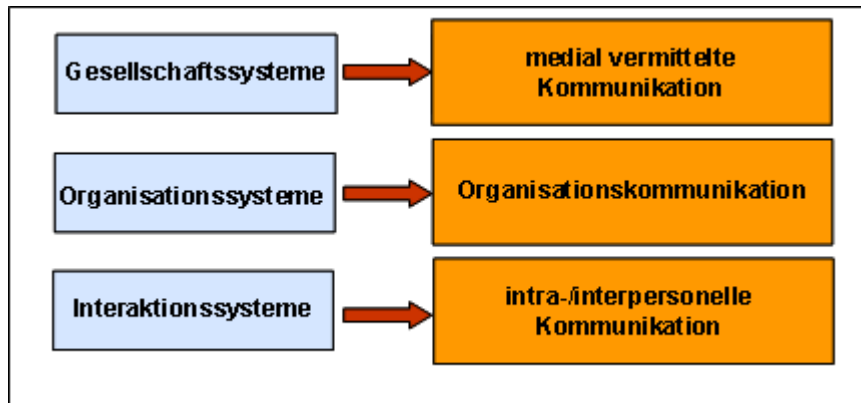 Gesellschaftssysteme
medial vermittelte
Kommunikation
Organisationssysteme
Organisationskommunikation
Interaktionssysteme
intra-/interpersonelle
Kommunikation